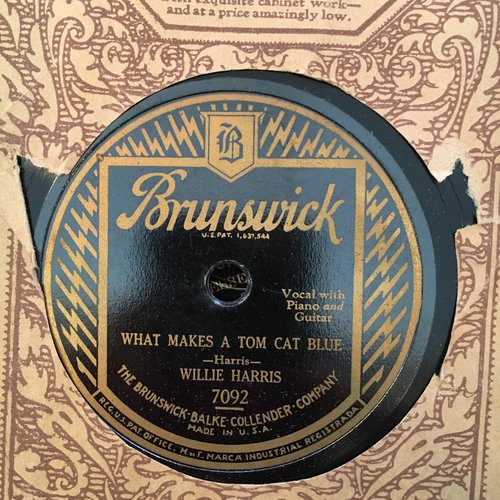 exquisite cabinet work—
and at a price amazingly low.
B
Brunswick
U.S. PAT. 1,637,544
Vocal with
Piano and
Guitar
WHAT MAKES A TOM CAT BLUE
—Harris—
WILLIE HARRIS
7092
THE BRUNSWICK-BALKE-COLLENDER-COMPANY
MADE IN U.S.A.
REG. U.S. PAT. OFFICE. M DE F. MARCA INDUSTRIAL REGISTRADA